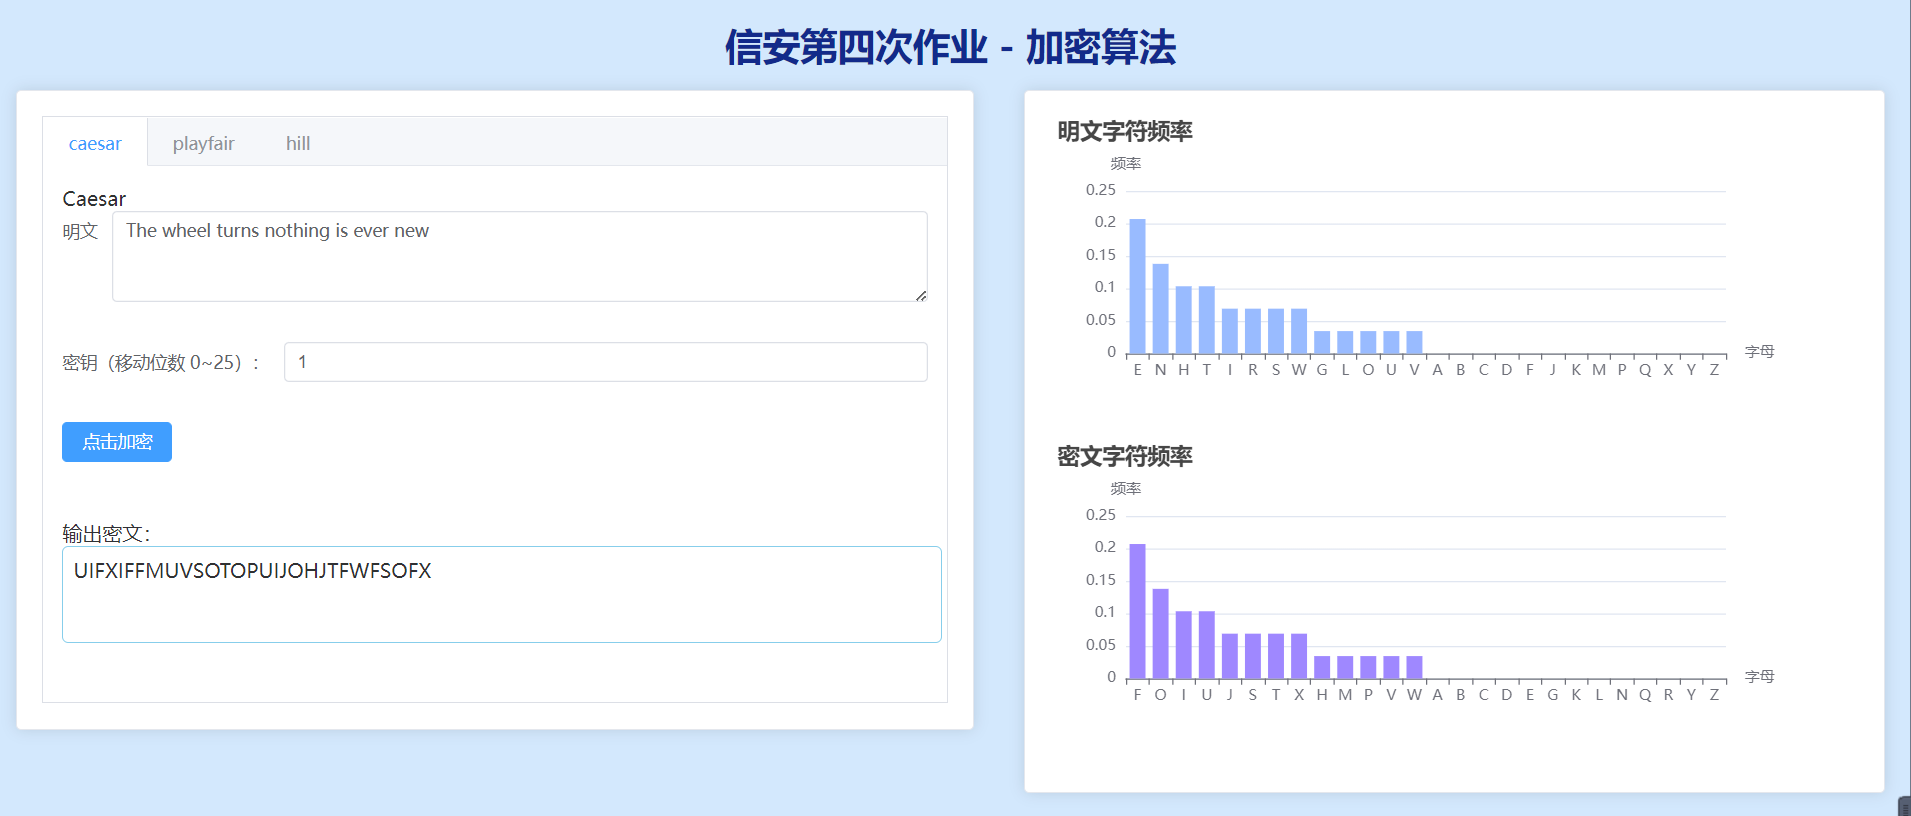 信安第四次作业 - 加密算法
caesar playfair hill
Caesar
明文 The wheel turns nothing is ever new
密钥（移动位数 0~25）： 1
点击加密
输出密文：
UIFXIFFMUVSOTOPUIJOHJTFWFSOFX
明文字符频率
频率
0.25
0.2
0.15
0.1
0.05
0
E N H T I R S W G L O U V A B C D F J K M P Q X Y Z 字母
密文字符频率
频率
0.25
0.2
0.15
0.1
0.05
0
F O I U J S T X H M P V W A B C D E G K L N Q R Y Z 字母